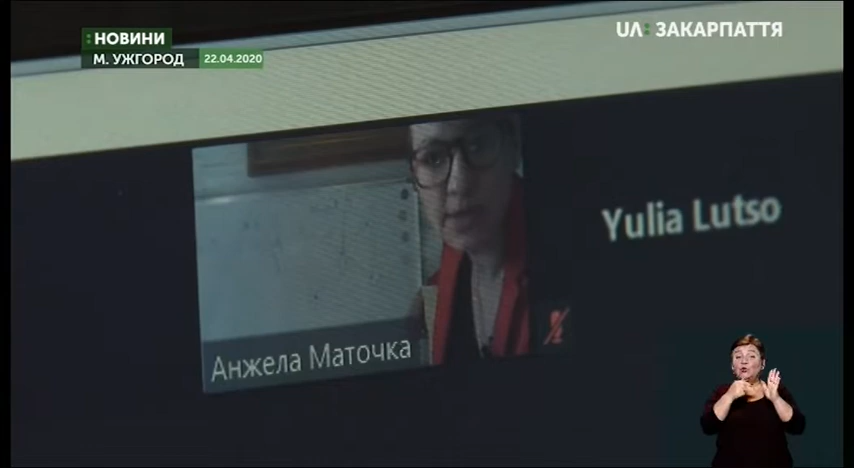 НОВИНИ
UA: ЗАКАРПАТТЯ
М. УЖГОРОД
22.04.2020
Yulia Lutso
Анжела Маточка